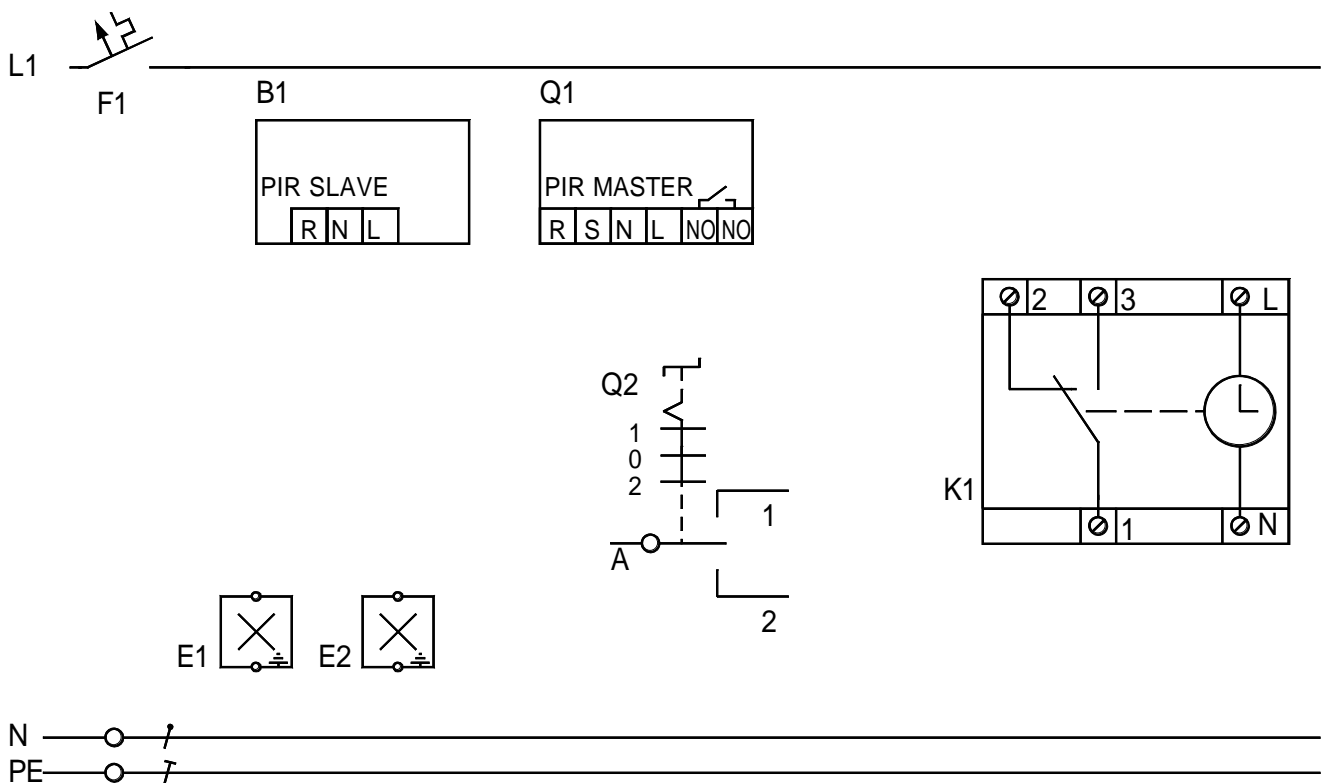 L1
F1
B1
Q1
PIR SLAVE
R N L
PIR MASTER
R S N L NO NO
2 3 L
Q2
1
0
2
K1
1
1 N
A
2
E1 E2
N
PE